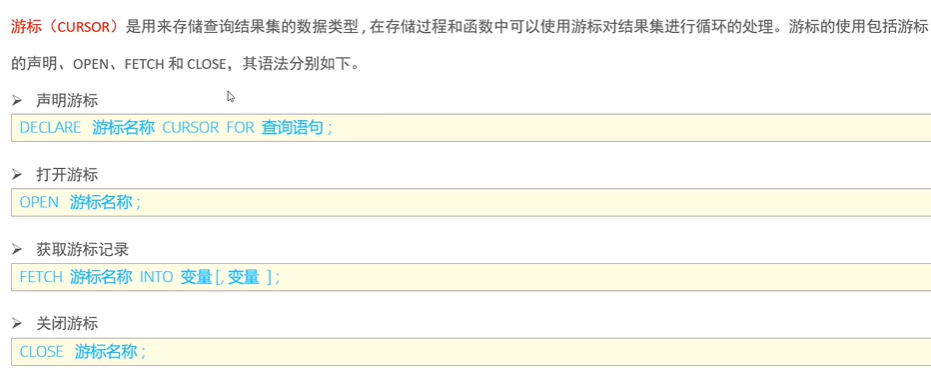 游标（CURSOR）是用来存储查询结果集的数据类型 , 在存储过程和函数中可以使用游标对结果集进行循环的处理。游标的使用包括游标
的声明、OPEN、FETCH 和 CLOSE，其语法分别如下。
➢ 声明游标
DECLARE 游标名称 CURSOR FOR 查询语句 ;
➢ 打开游标
OPEN 游标名称 ;
➢ 获取游标记录
FETCH 游标名称 INTO 变量 [, 变量 ] ;
➢ 关闭游标
CLOSE 游标名称 ;